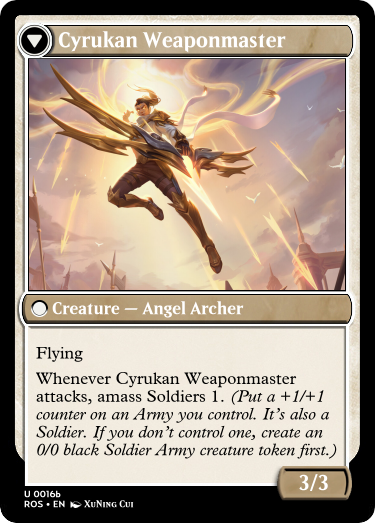 Cyrukan Weaponmaster
Creature — Angel Archer
Flying
Whenever Cyrukan Weaponmaster
attacks, amass Soldiers 1. (Put a +1/+1
counter on an Army you control. It's also a
Soldier. If you don't control one, create an
0/0 black Soldier Army creature token first.)
3/3
U 0016b
ROS • EN XuNing Cui